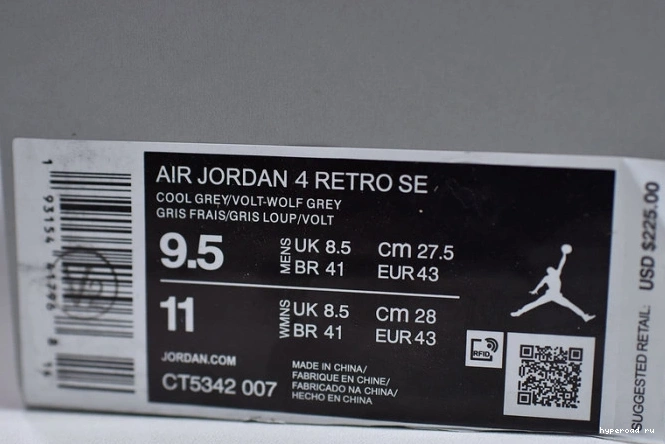 AIR JORDAN 4 RETRO SE
COOL GREY/VOLT-WOLF GREY
GRIS FRAIS/GRIS LOUP/VOLT
9.5
MENS
UK 8.5
Cm 27.5
BR 41
EUR 43
11
WMNS
UK 8.5
Cm 28
BR 41
EUR 43
JORDAN.COM
CT5342 007
MADE IN CHINA/
FABRIQUE EN CHINE/
FABRICADO NA CHINA/
HECHO EN CHINA
RFID
SUGGESTED RETAIL: USD $225.00
1 93154
8
hyperoad.ru